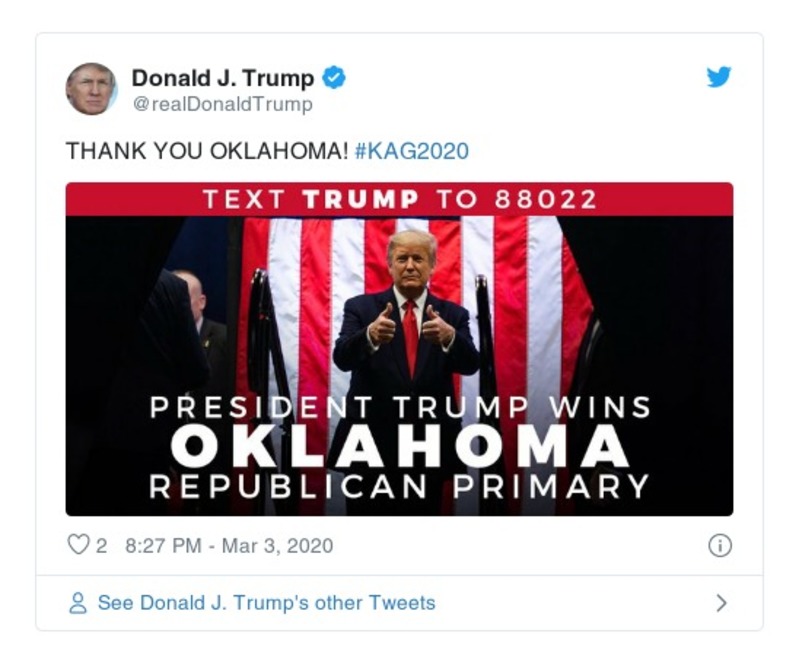 Donald J. Trump
@realDonaldTrump
THANK YOU OKLAHOMA! #KAG2020
TEXT TRUMP TO 88022
PRESIDENT TRUMP WINS
OKLAHOMA
REPUBLICAN PRIMARY
2 8:27 PM - Mar 3, 2020
See Donald J. Trump's other Tweets